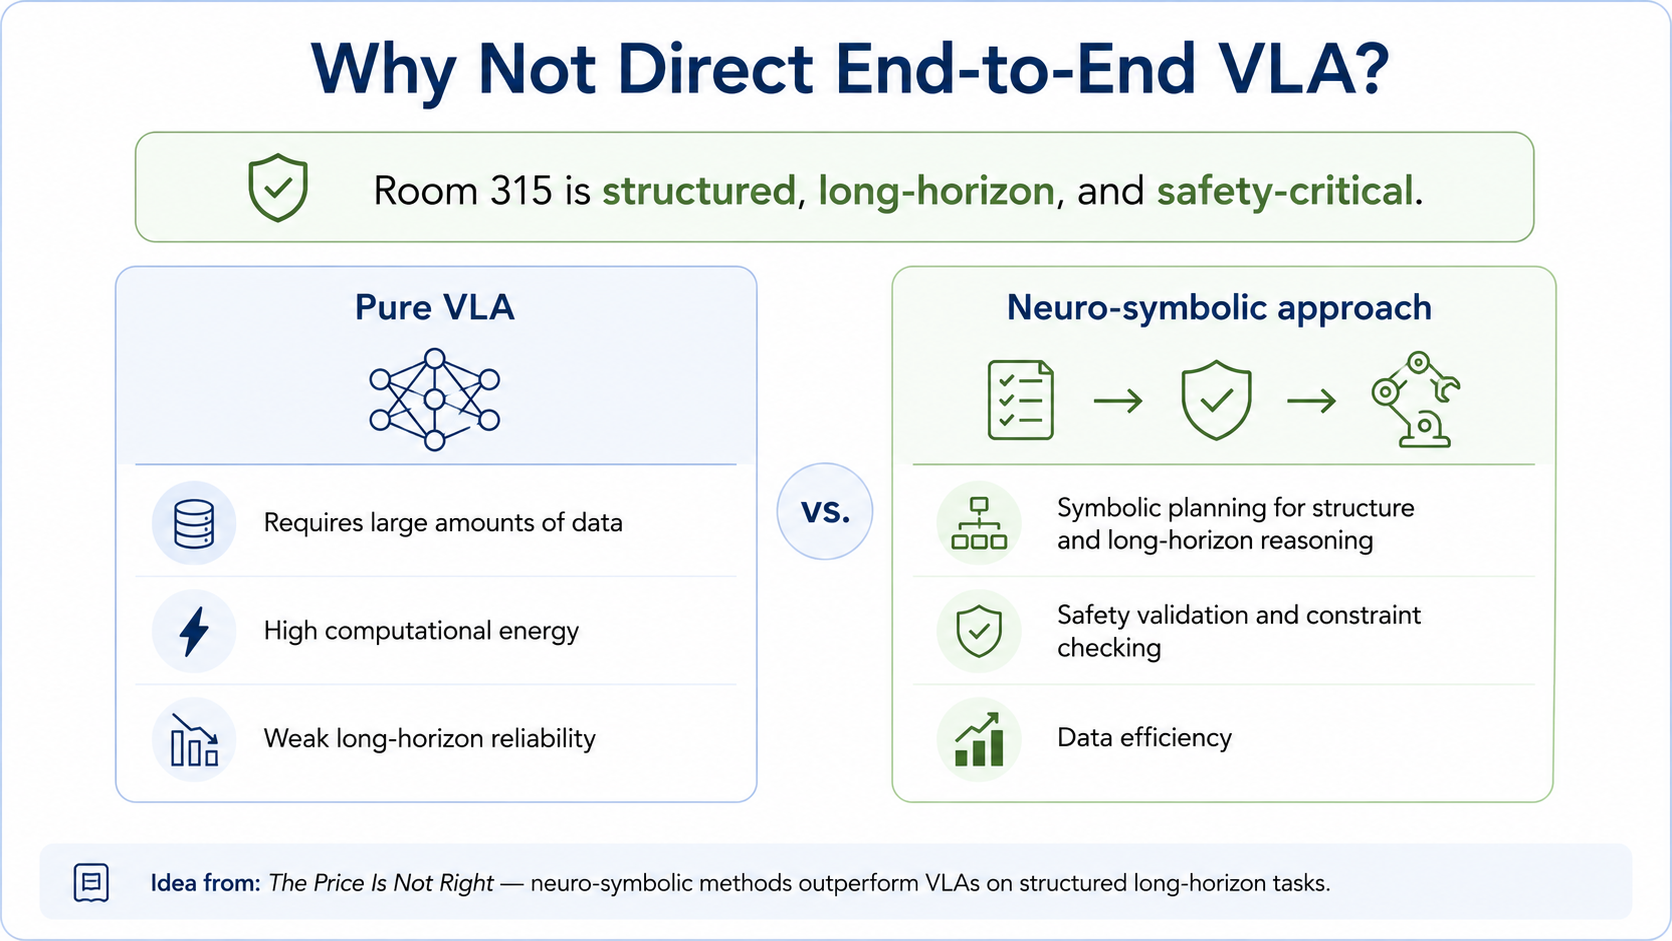 Why Not Direct End-to-End VLA?
Room 315 is structured, long-horizon, and safety-critical.
Pure VLA
Requires large amounts of data
High computational energy
Weak long-horizon reliability
vs.
Neuro-symbolic approach
Symbolic planning for structure
and long-horizon reasoning
Safety validation and constraint
checking
Data efficiency
Idea from: The Price Is Not Right — neuro-symbolic methods outperform VLAs on structured long-horizon tasks.